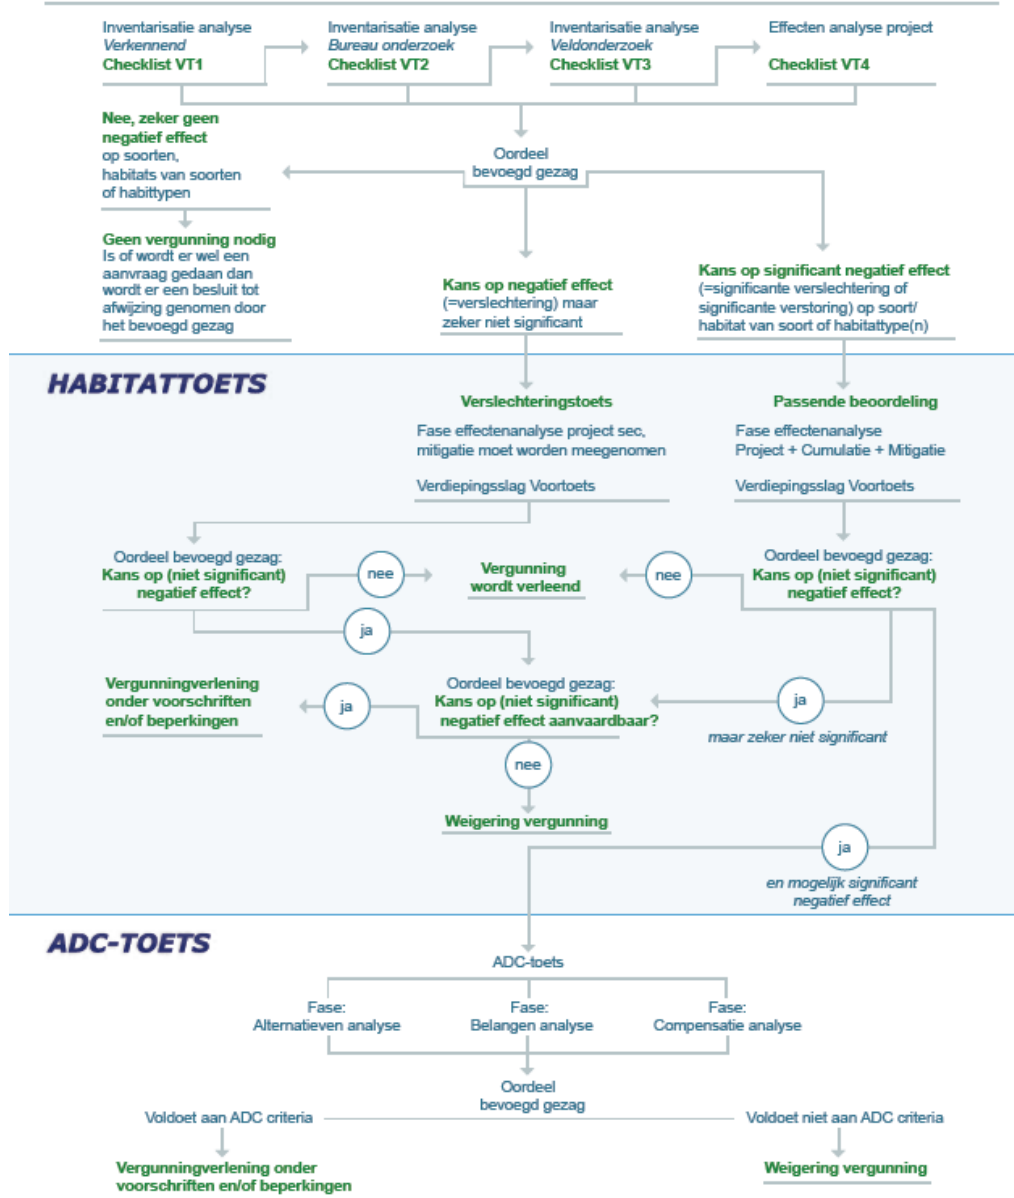 Inventarisatie analyse
Verkennend
Checklist VT1
Inventarisatie analyse
Bureau onderzoek
Checklist VT2
Inventarisatie analyse
Veldonderzoek
Checklist VT3
Effecten analyse project
Checklist VT4
Nee, zeker geen
negatief effect
op soorten,
habitats van soorten
of habittypen
Oordeel
bevoegd gezag
Geen vergunning nodig
Is of wordt er wel een
aanvraag gedaan dan
wordt er een besluit tot
afwijzing genomen door
het bevoegd gezag
Kans op negatief effect
(=verslechtering) maar
zeker niet significant
Kans op significant negatief effect
(=significante verslechtering of
significante verstoring) op soort/
habitat van soort of habitattype(n)
HABITATTOETS
Verslechteringstoets
Fase effectenanalyse project sec,
mitigatie moet worden meegenomen
Verdiepingsslag Voortoets
Passende beoordeling
Fase effectenanalyse
Project + Cumulatie + Mitigatie
Verdiepingsslag Voortoets
Oordeel bevoegd gezag:
Kans op (niet significant)
negatief effect?
nee
Vergunning
wordt verleend
nee
Oordeel bevoegd gezag:
Kans op (niet significant)
negatief effect?
ja
Vergunningverlening
onder voorschriften
en/of beperkingen
ja
Oordeel bevoegd gezag:
Kans op (niet significant)
negatief effect aanvaardbaar?
ja
maar zeker niet significant
nee
Weigering vergunning
ja
en mogelijk significant
negatief effect
ADC-TOETS
ADC-toets
Fase:
Alternatieven analyse
Fase:
Belangen analyse
Fase:
Compensatie analyse
Oordeel
bevoegd gezag
Voldoet aan ADC criteria
Voldoet niet aan ADC criteria
Vergunningverlening onder
voorschriften en/of beperkingen
Weigering vergunning